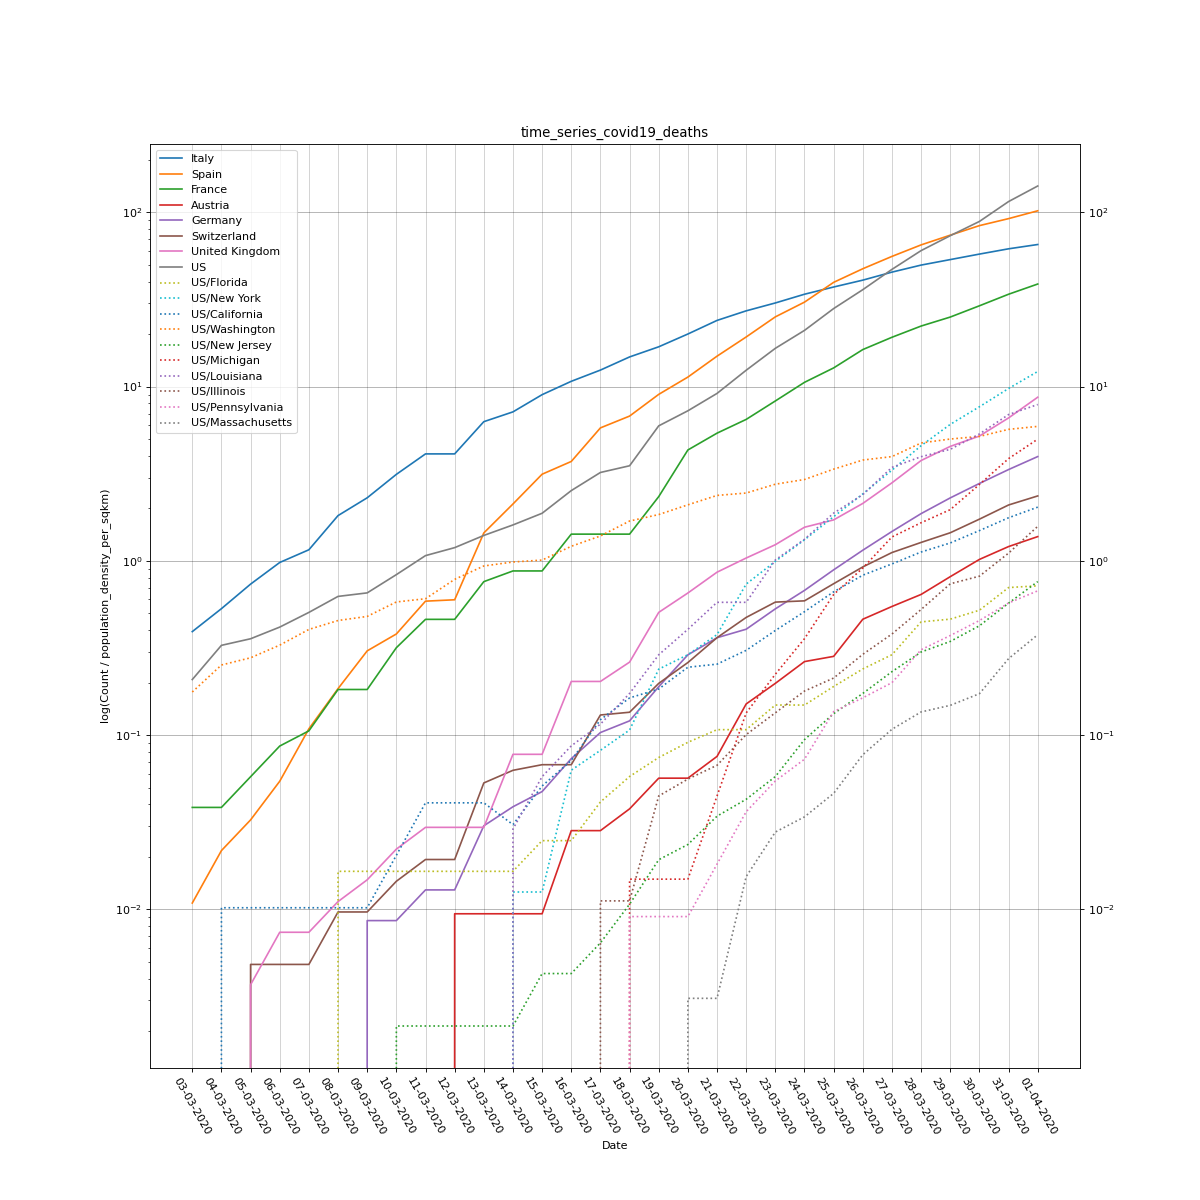 time_series_covid19_deaths
Italy
Spain
France
Austria
Germany
Switzerland
United Kingdom
US
US/Florida
US/New York
US/California
US/Washington
US/New Jersey
US/Michigan
US/Louisiana
US/Illinois
US/Pennsylvania
US/Massachusetts
log(Count / population_density_per_sqkm)
10²
10¹
10⁰
10⁻¹
10⁻²
10²
10¹
10⁰
10⁻¹
10⁻²
03-03-2020
04-03-2020
05-03-2020
06-03-2020
07-03-2020
08-03-2020
09-03-2020
10-03-2020
11-03-2020
12-03-2020
13-03-2020
14-03-2020
15-03-2020
16-03-2020
17-03-2020
18-03-2020
19-03-2020
20-03-2020
21-03-2020
22-03-2020
23-03-2020
24-03-2020
25-03-2020
26-03-2020
27-03-2020
28-03-2020
29-03-2020
30-03-2020
31-03-2020
01-04-2020
Date